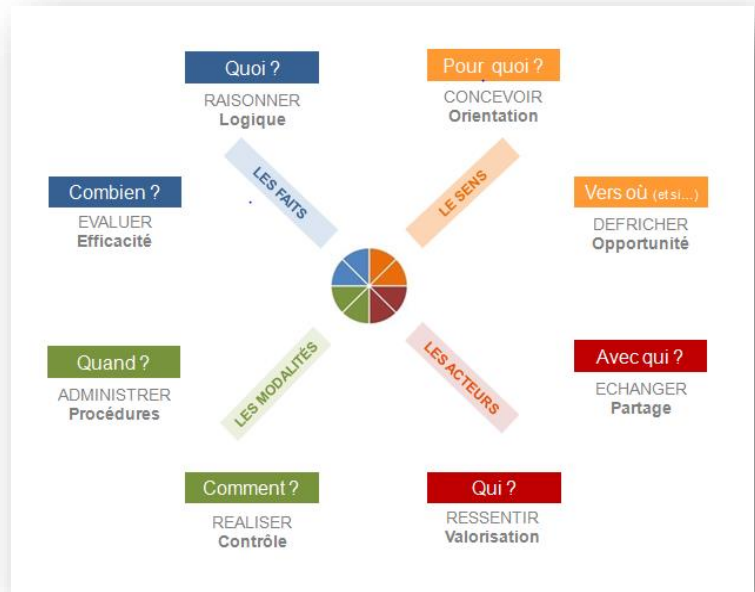 Quoi ?
RAISONNER
Logique
Pour quoi ?
CONCEVOIR
Orientation
LES FAITS
LE SENS
Combien ?
EVALUER
Efficacité
Vers où (et si...)
DEFRICHER
Opportunité
Quand ?
ADMINISTRER
Procédures
LES MODALITÉS
LES ACTEURS
Avec qui ?
ECHANGER
Partage
Comment ?
REALISER
Contrôle
Qui ?
RESSENTIR
Valorisation